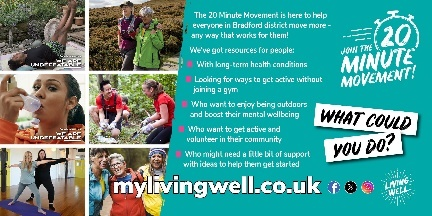 WE ARE
UNDEFEATABLE
WE ARE
UNDEFEATABLE
The 20 Minute Movement is here to help
everyone in Bradford district move more -
any way that works for them!
We've got resources for people:
With long-term health conditions
Looking for ways to get active without
joining a gym
Who want to enjoy being outdoors
and boost their mental wellbeing
Who want to get active and
volunteer in their community
Who might need a little bit of support
with ideas to help them get started
JOIN THE
20
MINUTE
MOVEMENT!
WHAT COULD
YOU DO?
mylivingwell.co.uk
LIVING
WELL